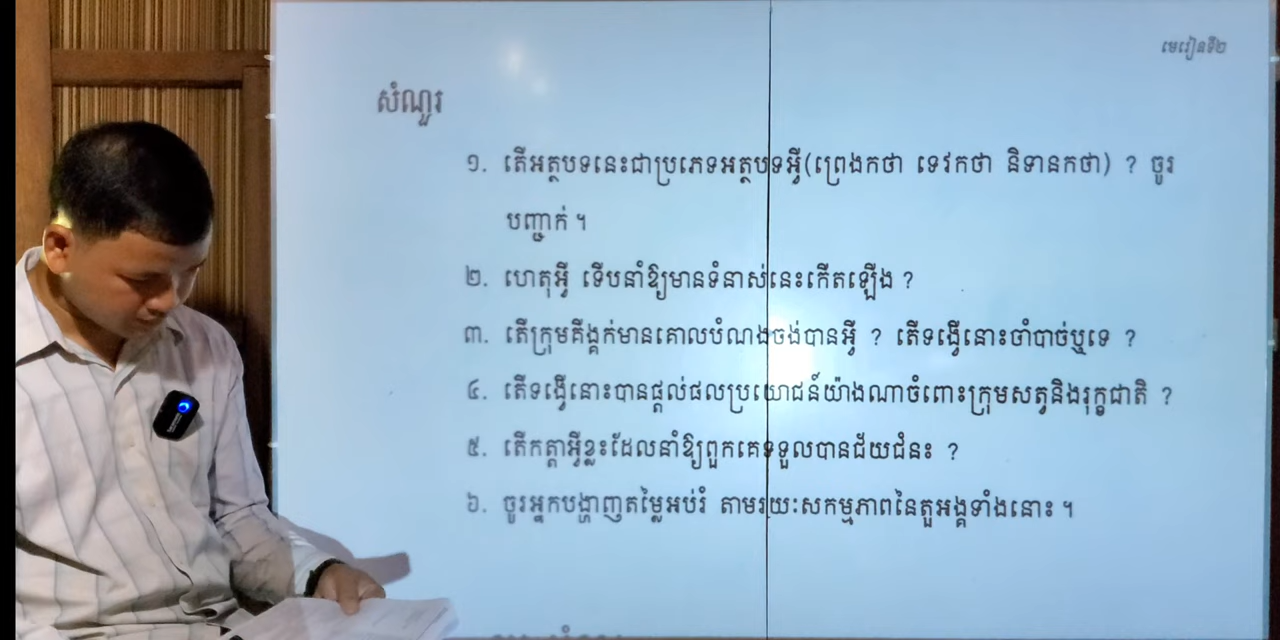 មេរៀនទី២
សំណួរ
១. តើអត្ថបទនេះជាប្រភេទអត្ថបទអ្វី(ព្រេងកថា ទេវកថា និទានកថា) ? ចូរ
បញ្ជាក់ ។
២. ហេតុអ្វី ទើបនាំឱ្យមានទំនាស់នេះកើតឡើង ?
៣. តើក្រុមគីង្គក់មានគោលបំណងចង់បានអ្វី ? តើទង្វើនោះចាំបាច់ឬទេ ?
៤. តើទង្វើនោះបានផ្ដល់ផលប្រយោជន៍យ៉ាងណាចំពោះក្រុមសត្វនិងរុក្ខជាតិ ?
៥. តើកត្តាអ្វីខ្លះដែលនាំឱ្យពួកគេទទួលបានជ័យជំនះ ?
៦. ចូរអ្នកបង្ហាញតម្លៃអប់រំ តាមរយៈសកម្មភាពនៃតួអង្គទាំងនោះ ។